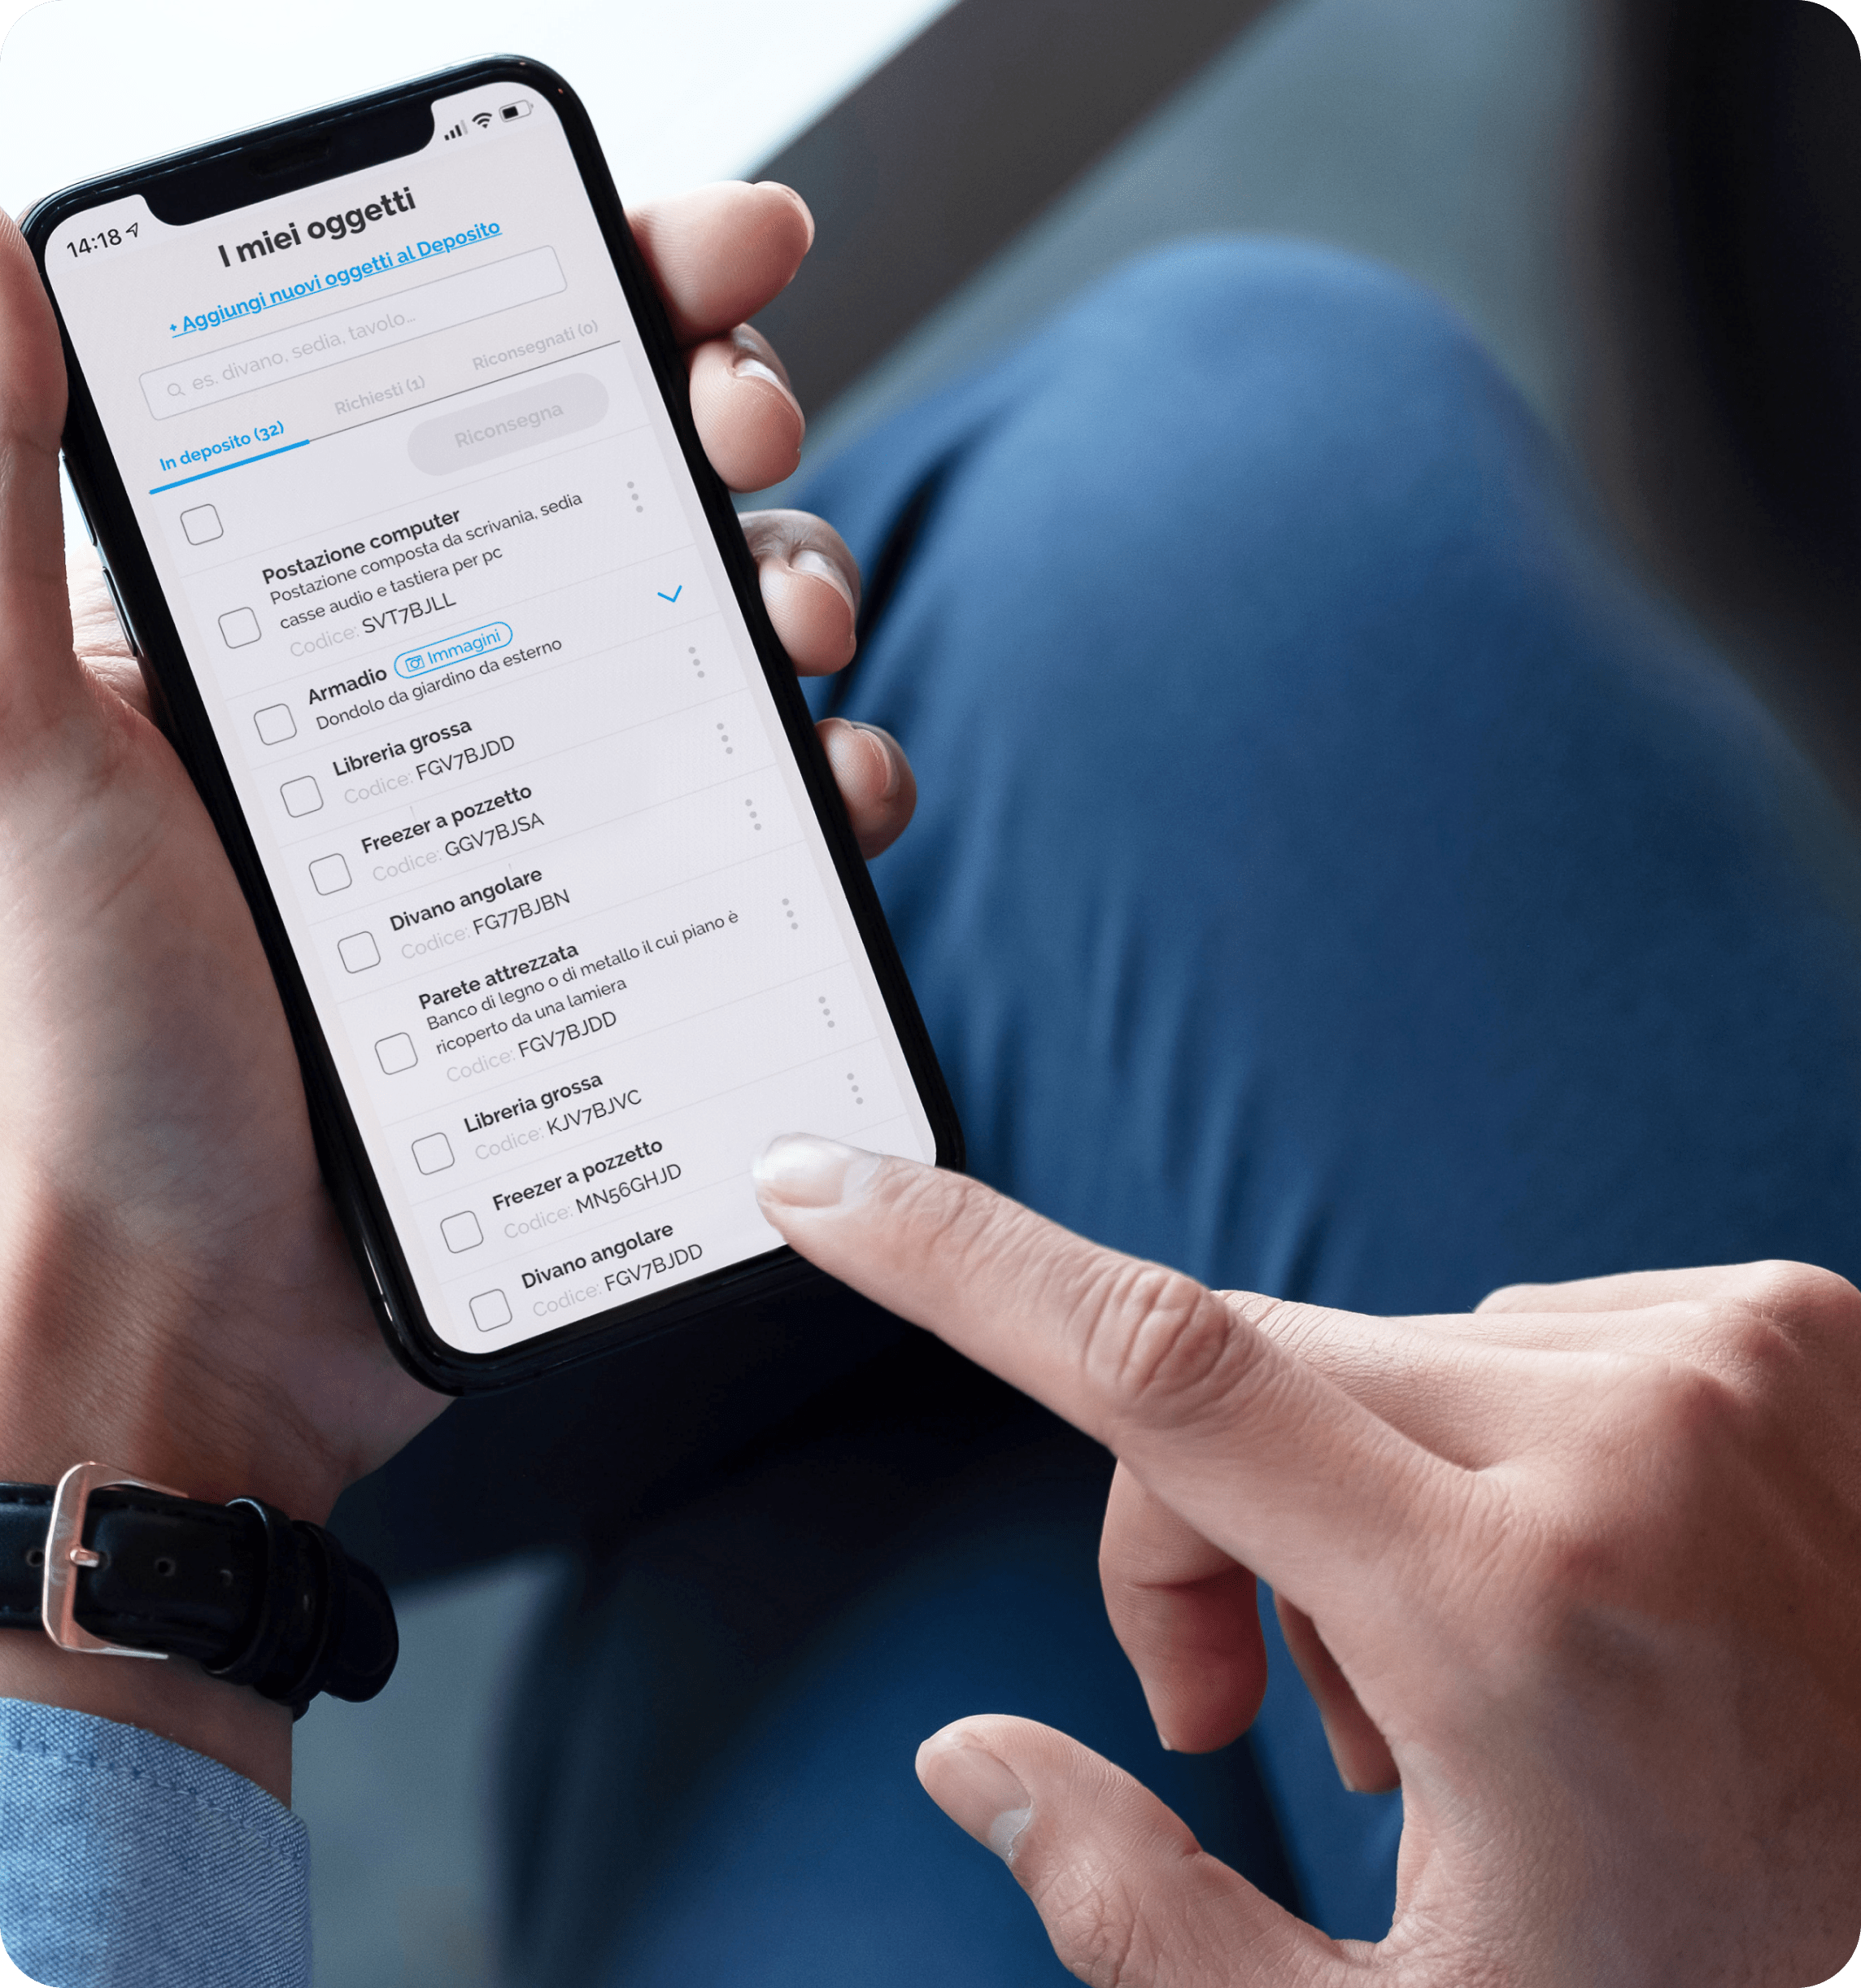 14:18
I miei oggetti
+ Aggiungi nuovi oggetti al Deposito
es. divano, sedia, tavolo...
In deposito (32)
Richiesti (1)
Riconsegnati (0)
Riconsegna
Postazione computer
Postazione composta da scrivania, sedia
casse audio e tastiera per pc
Codice: SVT7BJLL
Armadio
Immagini
Dondolo da giardino da esterno
Libreria grossa
Codice: FGV7BJDD
Freezer a pozzetto
Codice: GGV7BJSA
Divano angolare
Codice: FG77BJBN
Parete attrezzata
Banco di legno o di metallo il cui piano è
ricoperto da una lamiera
Codice: FGV7BJDD
Libreria grossa
Codice: KJV7BJVC
Freezer a pozzetto
Codice: MN56GHJD
Divano angolare
Codice: FGV7BJDD